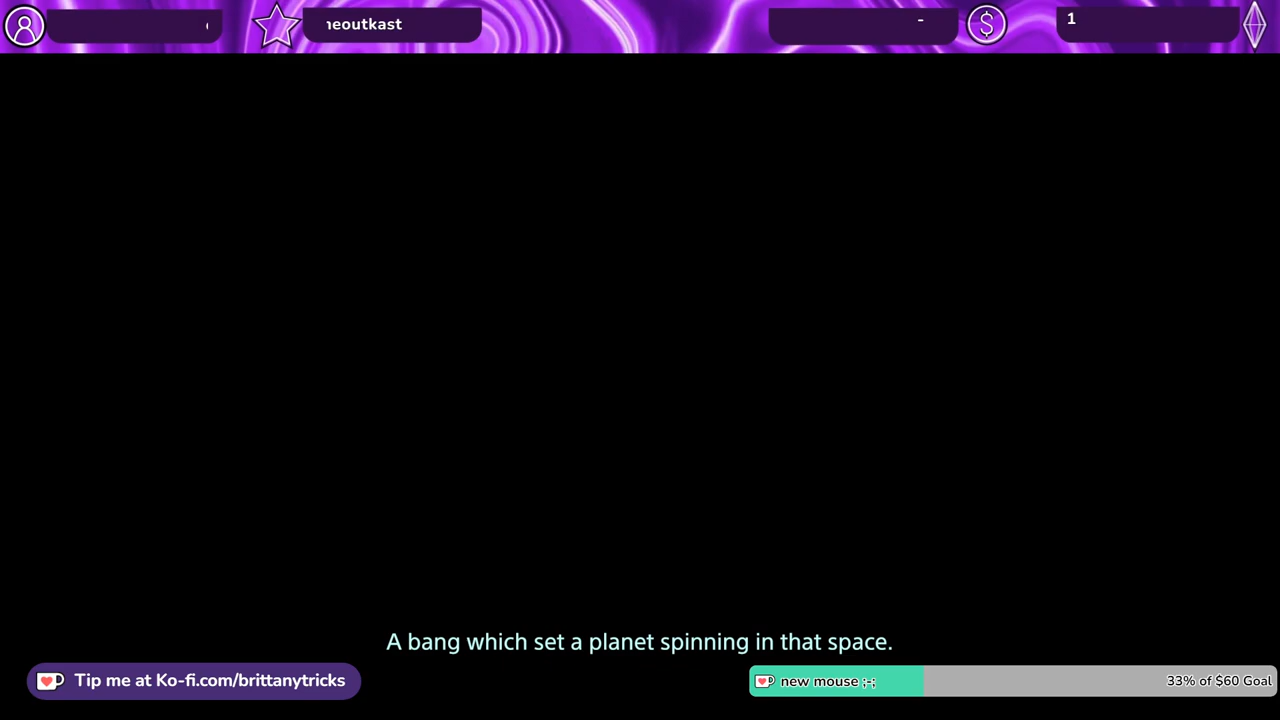 heoutkast
-
1
A bang which set a planet spinning in that space.
Tip me at Ko-fi.com/brittanytricks
new mouse ;-;
33% of $60 Goal